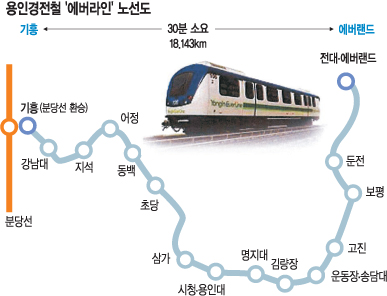 용인경전철 '에버라인' 노선도
기흥
30분 소요
에버랜드
18,143km
전대·에버랜드
기흥(분당선 환승)
어정
강남대
지석
동백
둔전
초당
보평
분당선
삼가
명지대
고진
김량장
시청·용인대
운동장·송담대
Yongin EverLine